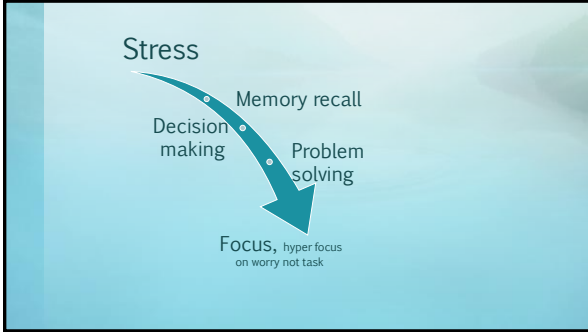 Stress
Memory recall
Decision
making
Problem
solving
Focus, hyper focus
on worry not task